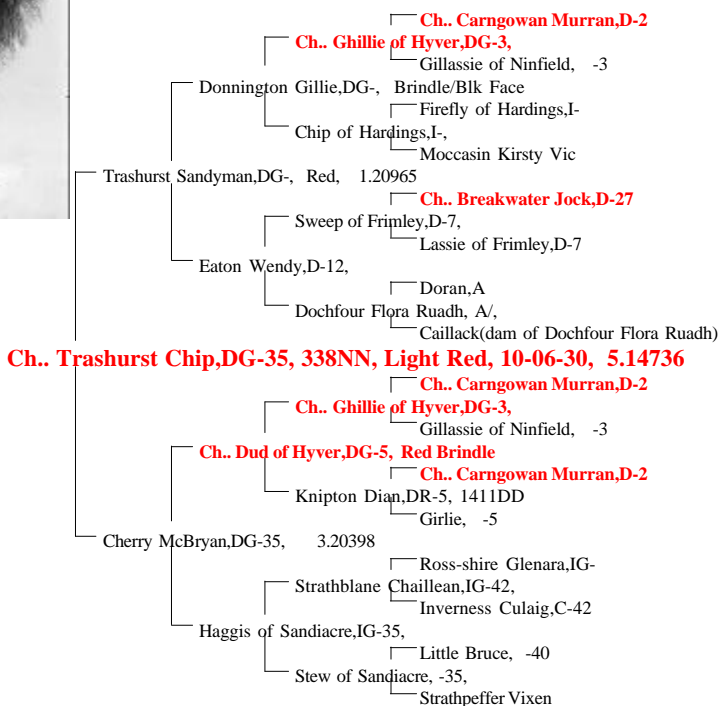 Ch.. Carngowan Murran,D-2
Ch.. Ghillie of Hyver,DG-3,
Gillassie of Ninfield, -3
Donnington Gillie,DG-, Brindle/Blk Face
Firefly of Hardings,I-
Chip of Hardings,I-,
Moccasin Kirsty Vic
Trashurst Sandyman,DG-, Red, 1.20965
Ch.. Breakwater Jock,D-27
Sweep of Frimley,D-7,
Lassie of Frimley,D-7
Eaton Wendy,D-12,
Doran,A
Dochfour Flora Ruadh, A/,
Caillack(dam of Dochfour Flora Ruadh)
Ch.. Trashurst Chip,DG-35, 338NN, Light Red, 10-06-30, 5.14736
Ch.. Carngowan Murran,D-2
Ch.. Ghillie of Hyver,DG-3,
Gillassie of Ninfield, -3
Ch.. Dud of Hyver,DG-5, Red Brindle
Ch.. Carngowan Murran,D-2
Knipton Dian,DR-5, 1411DD
Girlie, -5
Cherry McBryan,DG-35, 3.20398
Ross-shire Glenara,IG-
Strathblane Chaillean,IG-42,
Inverness Culaig,C-42
Haggis of Sandiacre,IG-35,
Little Bruce, -40
Stew of Sandiacre, -35,
Strathpeffer Vixen